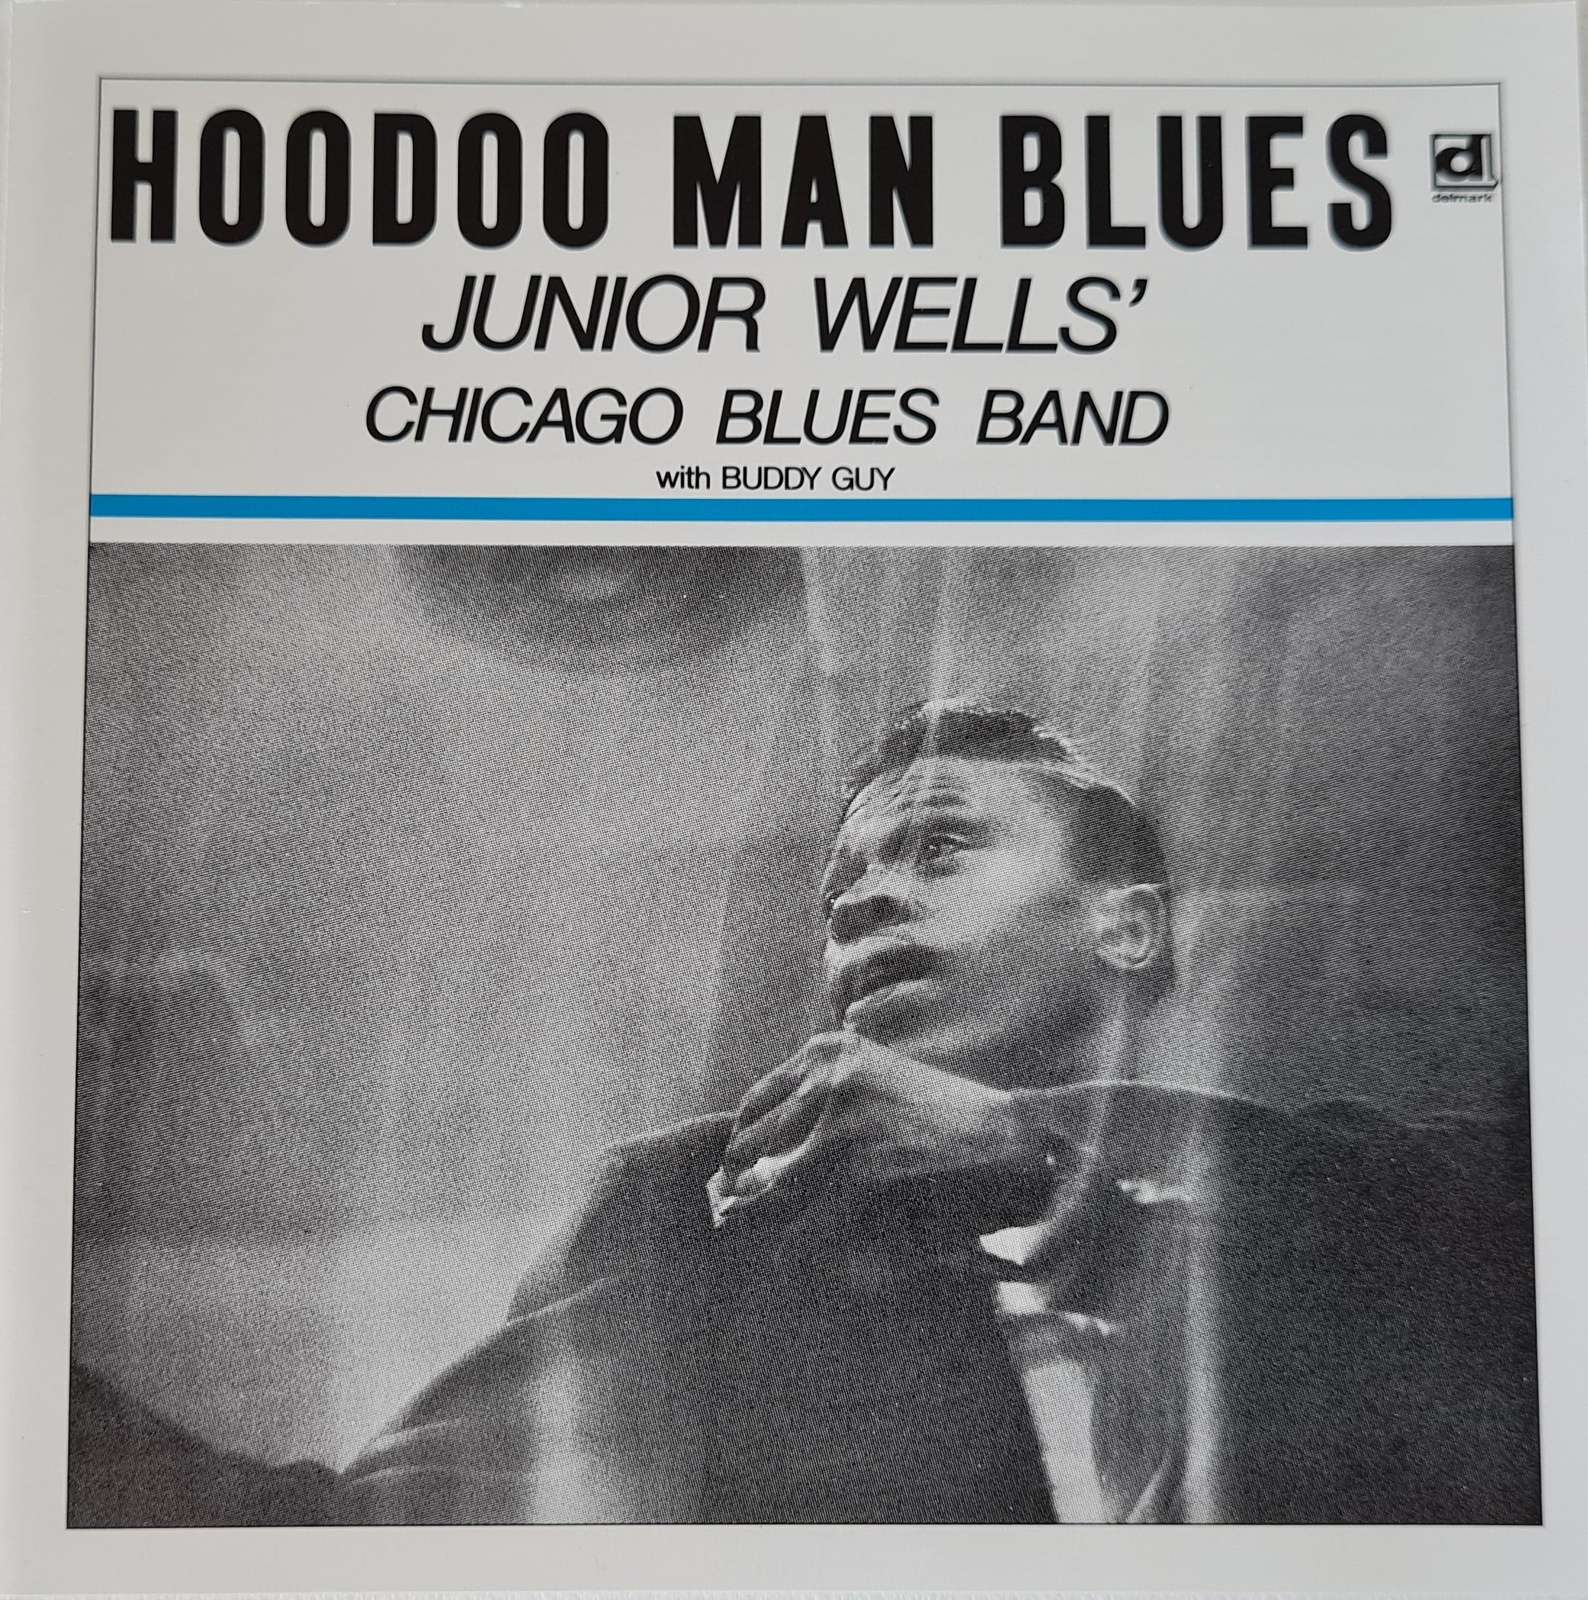 HOODOO MAN BLUES
d
delmark
JUNIOR WELLS’
CHICAGO BLUES BAND
with BUDDY GUY